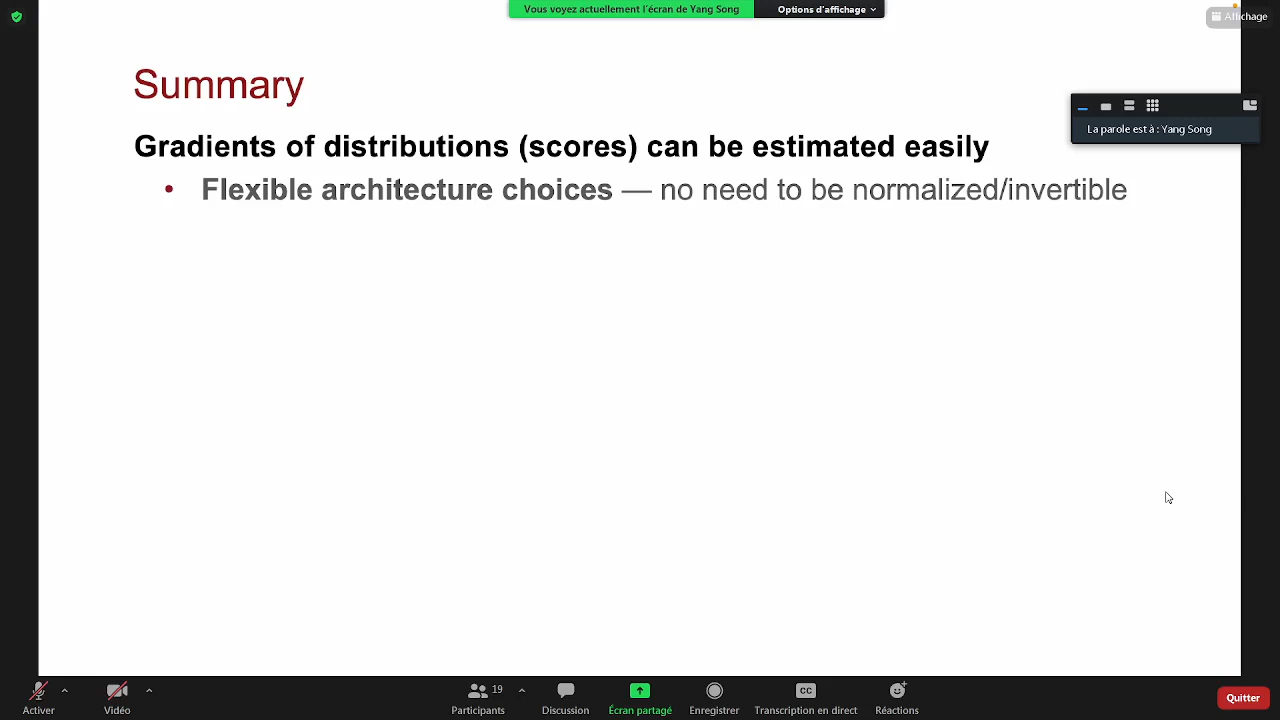 Vous voyez actuellement l'écran de Yang Song
Options d'affichage
Affichage
Summary
La parole est à : Yang Song
Gradients of distributions (scores) can be estimated easily
• Flexible architecture choices — no need to be normalized/invertible
Activer
Vidéo
19
Participants
Discussion
Écran partagé
Enregistrer
CC
Transcription en direct
Réactions
Quitter